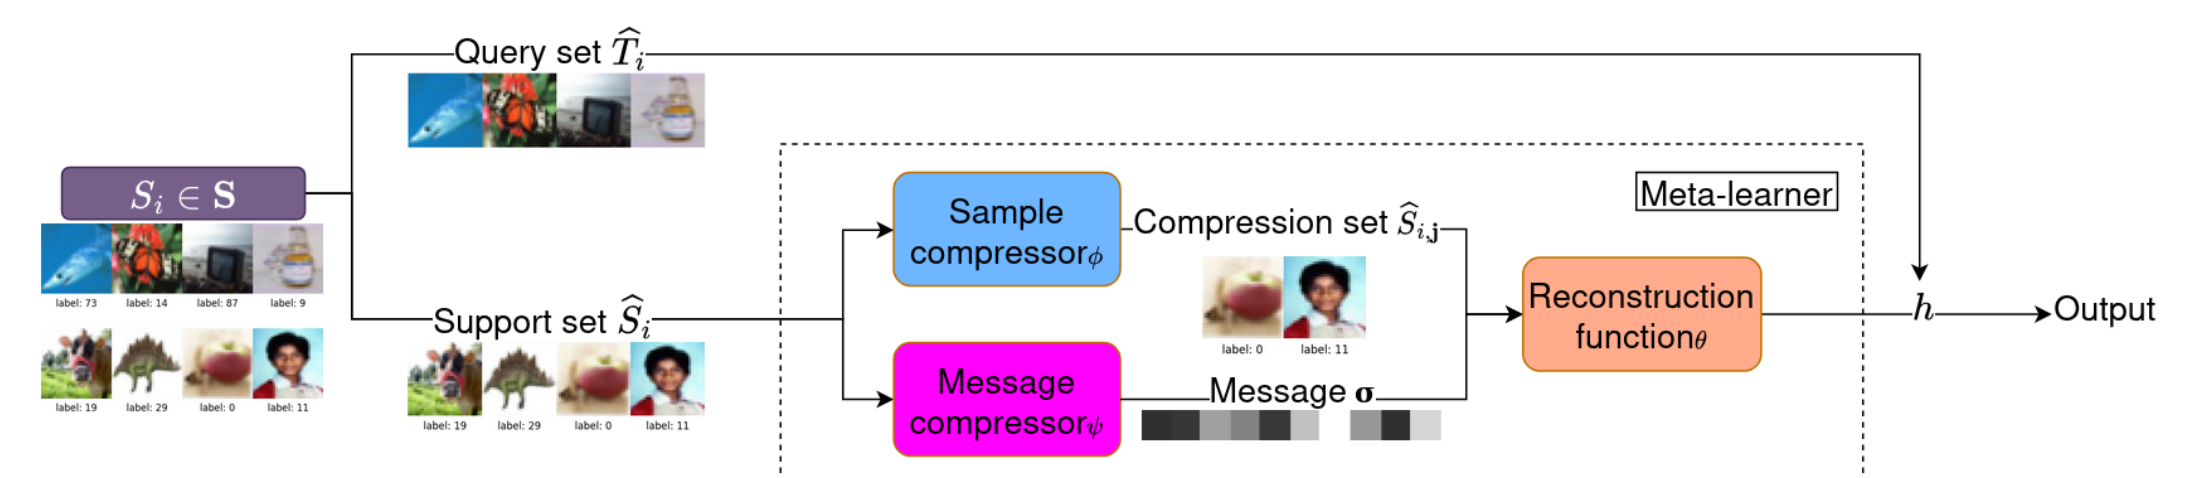 Query set T̂ᵢ
Sᵢ ∈ S
label: 73 label: 14 label: 87 label: 9
label: 19 label: 29 label: 0 label: 11
Support set Ŝᵢ
label: 19 label: 29 label: 0 label: 11
Meta-learner
Sample
compressorϕ
Compression set Ŝᵢ,ⱼ
label: 0 label: 11
Message
compressorψ
Message σ
Reconstruction
functionθ
h
Output